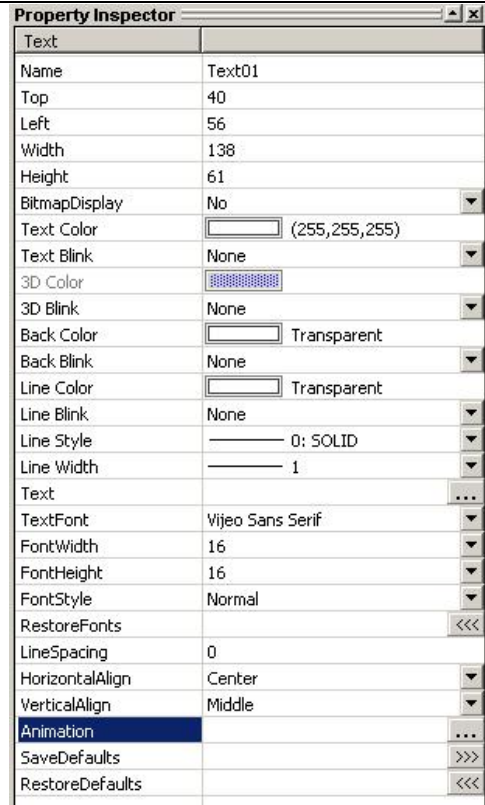 Property Inspector
Text
Name Text01
Top 40
Left 56
Width 138
Height 61
BitmapDisplay No
Text Color (255,255,255)
Text Blink None
3D Color
3D Blink None
Back Color Transparent
Back Blink None
Line Color Transparent
Line Blink None
Line Style 0: SOLID
Line Width 1
Text ...
TextFont Vijeo Sans Serif
FontWidth 16
FontHeight 16
FontStyle Normal
RestoreFonts <<<
LineSpacing 0
HorizontalAlign Center
VerticalAlign Middle
Animation ...
SaveDefaults >>>
RestoreDefaults <<<